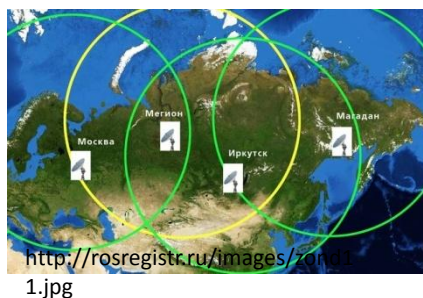 Магадан
Мегион
Москва
Иркутск
http://rosregistr.ru/images/zond1
1.jpg